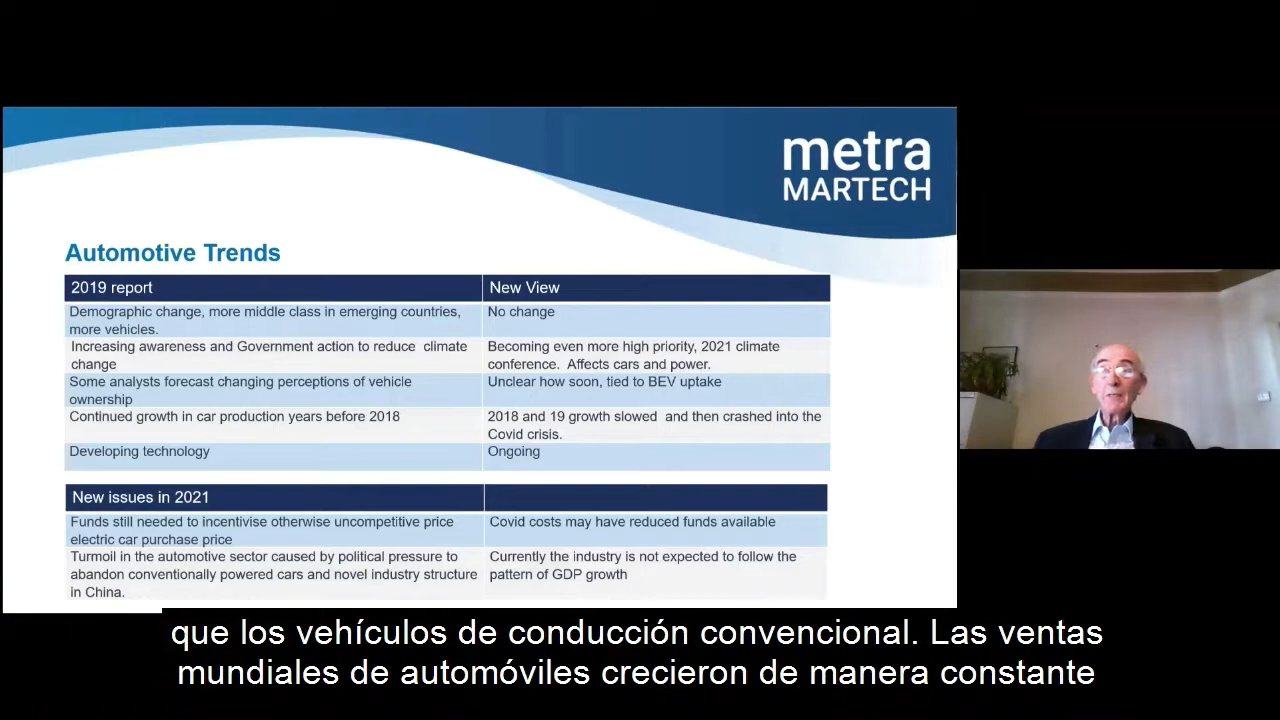 metra
MARTECH
Automotive Trends
2019 report
New View
Demographic change, more middle class in emerging countries,
more vehicles.
No change
Increasing awareness and Government action to reduce climate
change
Becoming even more high priority, 2021 climate
conference. Affects cars and power.
Some analysts forecast changing perceptions of vehicle
ownership
Unclear how soon, tied to BEV uptake
Continued growth in car production years before 2018
2018 and 19 growth slowed and then crashed into the
Covid crisis.
Developing technology
Ongoing
New issues in 2021
Funds still needed to incentivise otherwise uncompetitive price
electric car purchase price
Covid costs may have reduced funds available
Turmoil in the automotive sector caused by political pressure to
abandon conventionally powered cars and novel industry structure
in China.
Currently the industry is not expected to follow the
pattern of GDP growth
que los vehículos de conducción convencional. Las ventas
mundiales de automóviles crecieron de manera constante